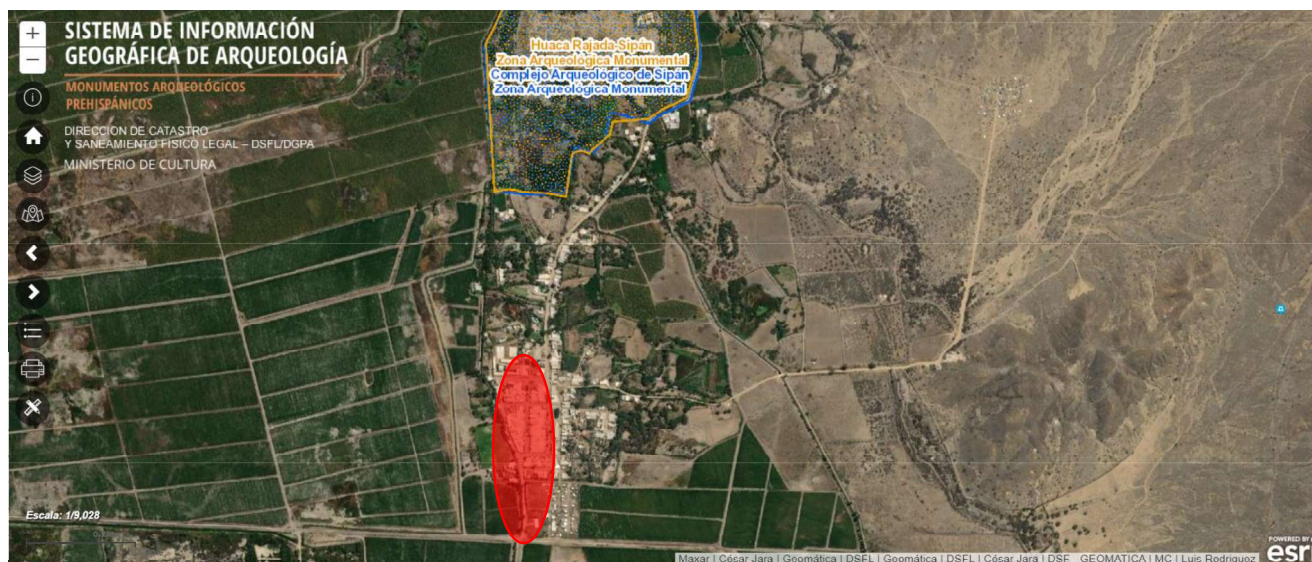 SISTEMA DE INFORMACIÓN
GEOGRÁFICA DE ARQUEOLOGÍA
MONUMENTOS ARQUEOLÓGICOS
PREHISPÁNICOS
DIRECCION DE CATASTRO
Y SANEAMIENTO FÍSICO LEGAL – DSFL/DGPA
MINISTERIO DE CULTURA
Huaca Rajada-Sipán
Zona Arqueológica Monumental
Complejo Arqueológico de Sipán
Zona Arqueológica Monumental
Escala: 1/9,028
Maxar | César Jara | Geomática | DSFL | Geomática | DSFL | César Jara | DSF GEOMATICA | MC | Luis Rodriguez
POWERED BY
esri